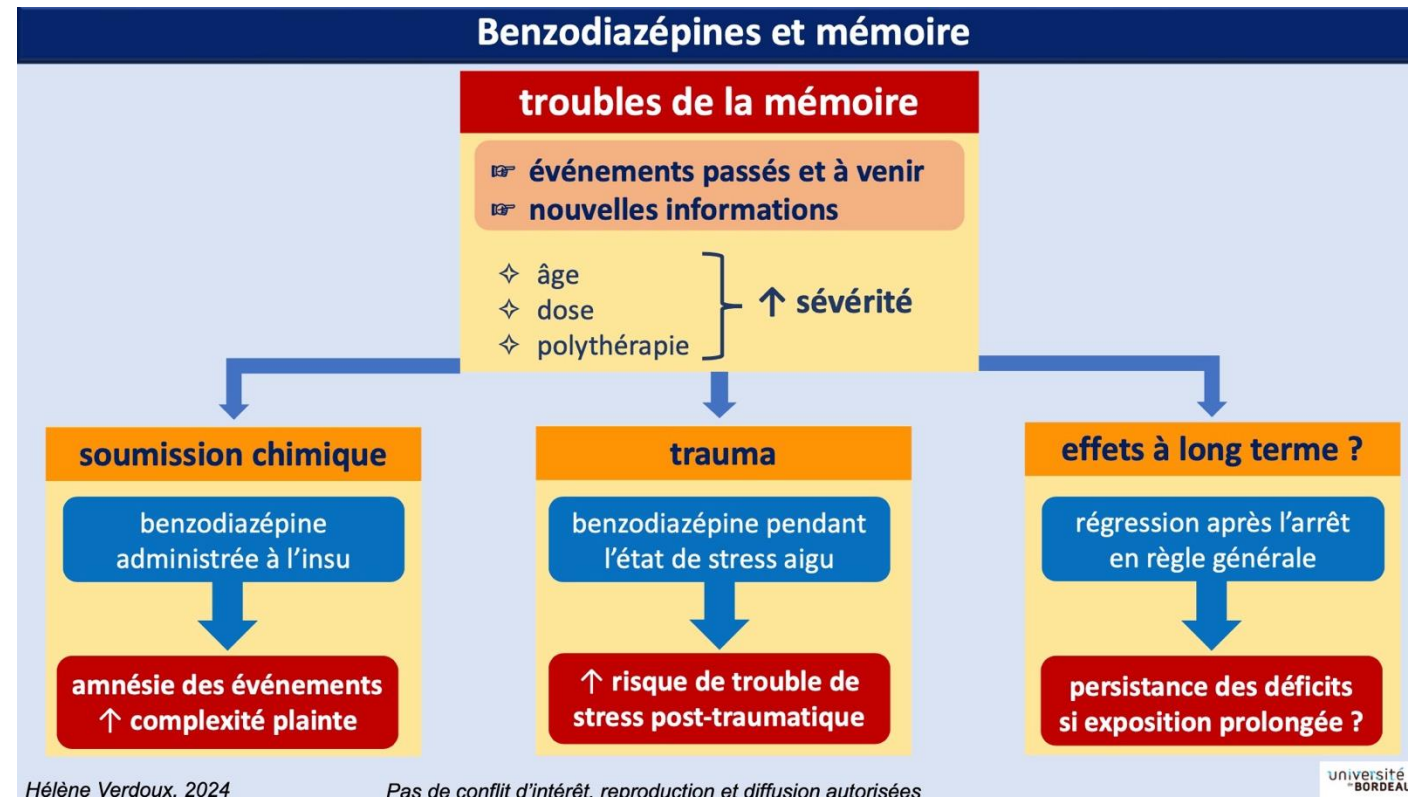 Benzodiazépines et mémoire
troubles de la mémoire
☞ événements passés et à venir
☞ nouvelles informations
✧ âge
✧ dose
✧ polythérapie
↑ sévérité
soumission chimique
benzodiazépine
administrée à l'insu
amnésie des événements
↑ complexité plainte
trauma
benzodiazépine pendant
l'état de stress aigu
↑ risque de trouble de
stress post-traumatique
effets à long terme ?
régression après l'arrêt
en règle générale
persistance des déficits
si exposition prolongée ?
Hélène Verdoux, 2024
Pas de conflit d'intérêt, reproduction et diffusion autorisées
université
de BORDEAU